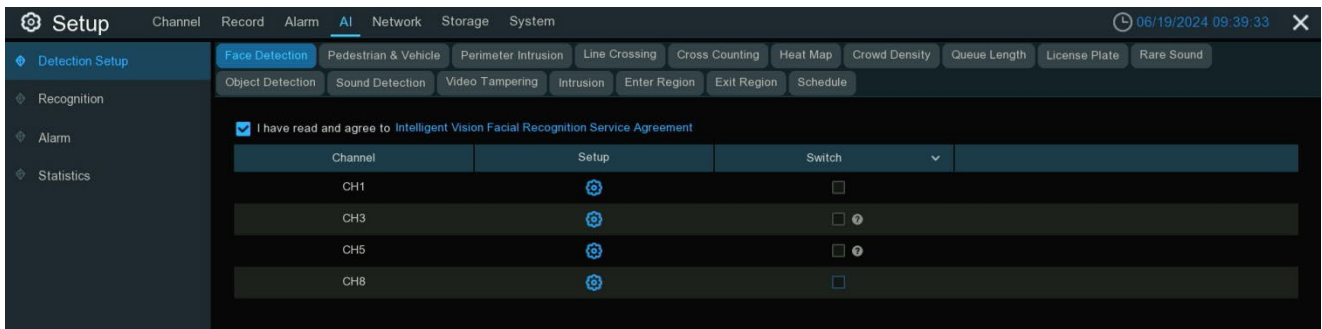 Setup Channel Record Alarm AI Network Storage System 06/19/2024 09:39:33
Detection Setup
Recognition
Alarm
Statistics
Face Detection Pedestrian & Vehicle Perimeter Intrusion Line Crossing Cross Counting Heat Map Crowd Density Queue Length License Plate Rare Sound
Object Detection Sound Detection Video Tampering Intrusion Enter Region Exit Region Schedule
I have read and agree to Intelligent Vision Facial Recognition Service Agreement
Channel Setup Switch
CH1
CH3 ?
CH5 ?
CH8